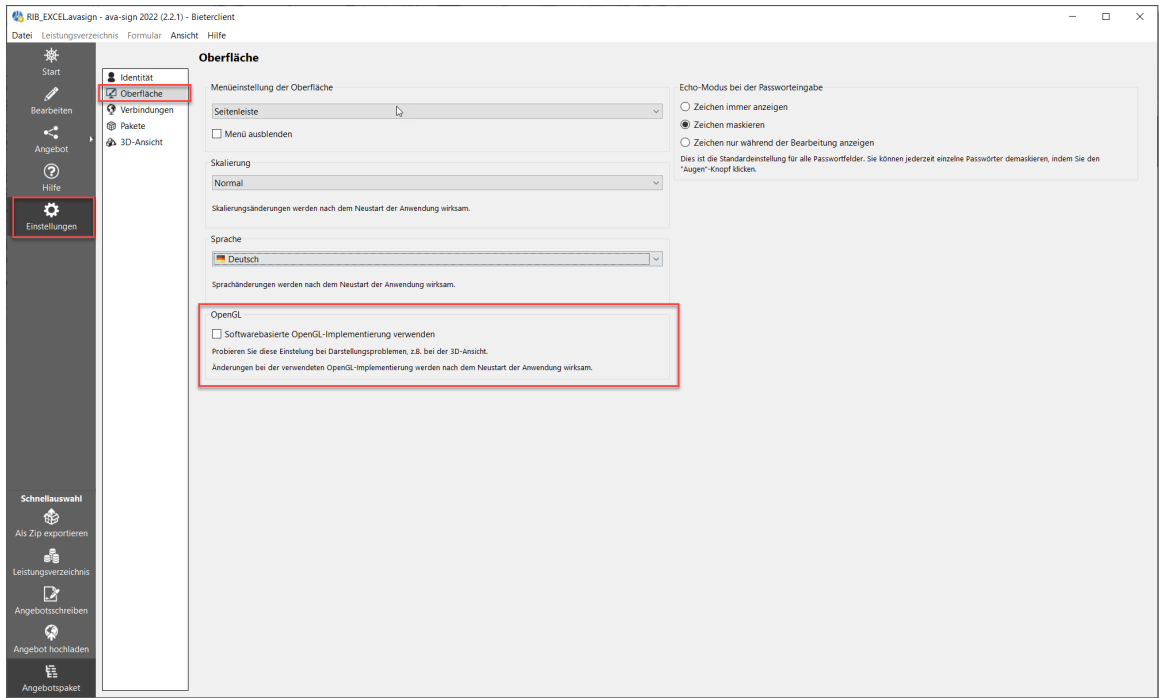 RIB_EXCEL.avasign - ava-sign 2022 (2.2.1) - Bieterclient
Datei Leistungsverzeichnis Formular Ansicht Hilfe
Start
Bearbeiten
Angebot
Hilfe
Einstellungen
Schnellauswahl
Als Zip exportieren
Leistungsverzeichnis
Angebotsschreiben
Angebot hochladen
Angebotspaket
Identität
Oberfläche
Verbindungen
Pakete
3D-Ansicht
Oberfläche
Menüeinstellung der Oberfläche
Seitenleiste
Menü ausblenden
Skalierung
Normal
Skalierungsänderungen werden nach dem Neustart der Anwendung wirksam.
Sprache
Deutsch
Sprachänderungen werden nach dem Neustart der Anwendung wirksam.
OpenGL
Softwarebasierte OpenGL-Implementierung verwenden
Probieren Sie diese Einstelung bei Darstellungsproblemen, z.B. bei der 3D-Ansicht.
Änderungen bei der verwendeten OpenGL-Implementierung werden nach dem Neustart der Anwendung wirksam.
Echo-Modus bei der Passworteingabe
Zeichen immer anzeigen
Zeichen maskieren
Zeichen nur während der Bearbeitung anzeigen
Dies ist die Standardeinstellung für alle Passwortfelder. Sie können jederzeit einzelne Passwörter demaskieren, indem Sie den
"Augen"-Knopf klicken.